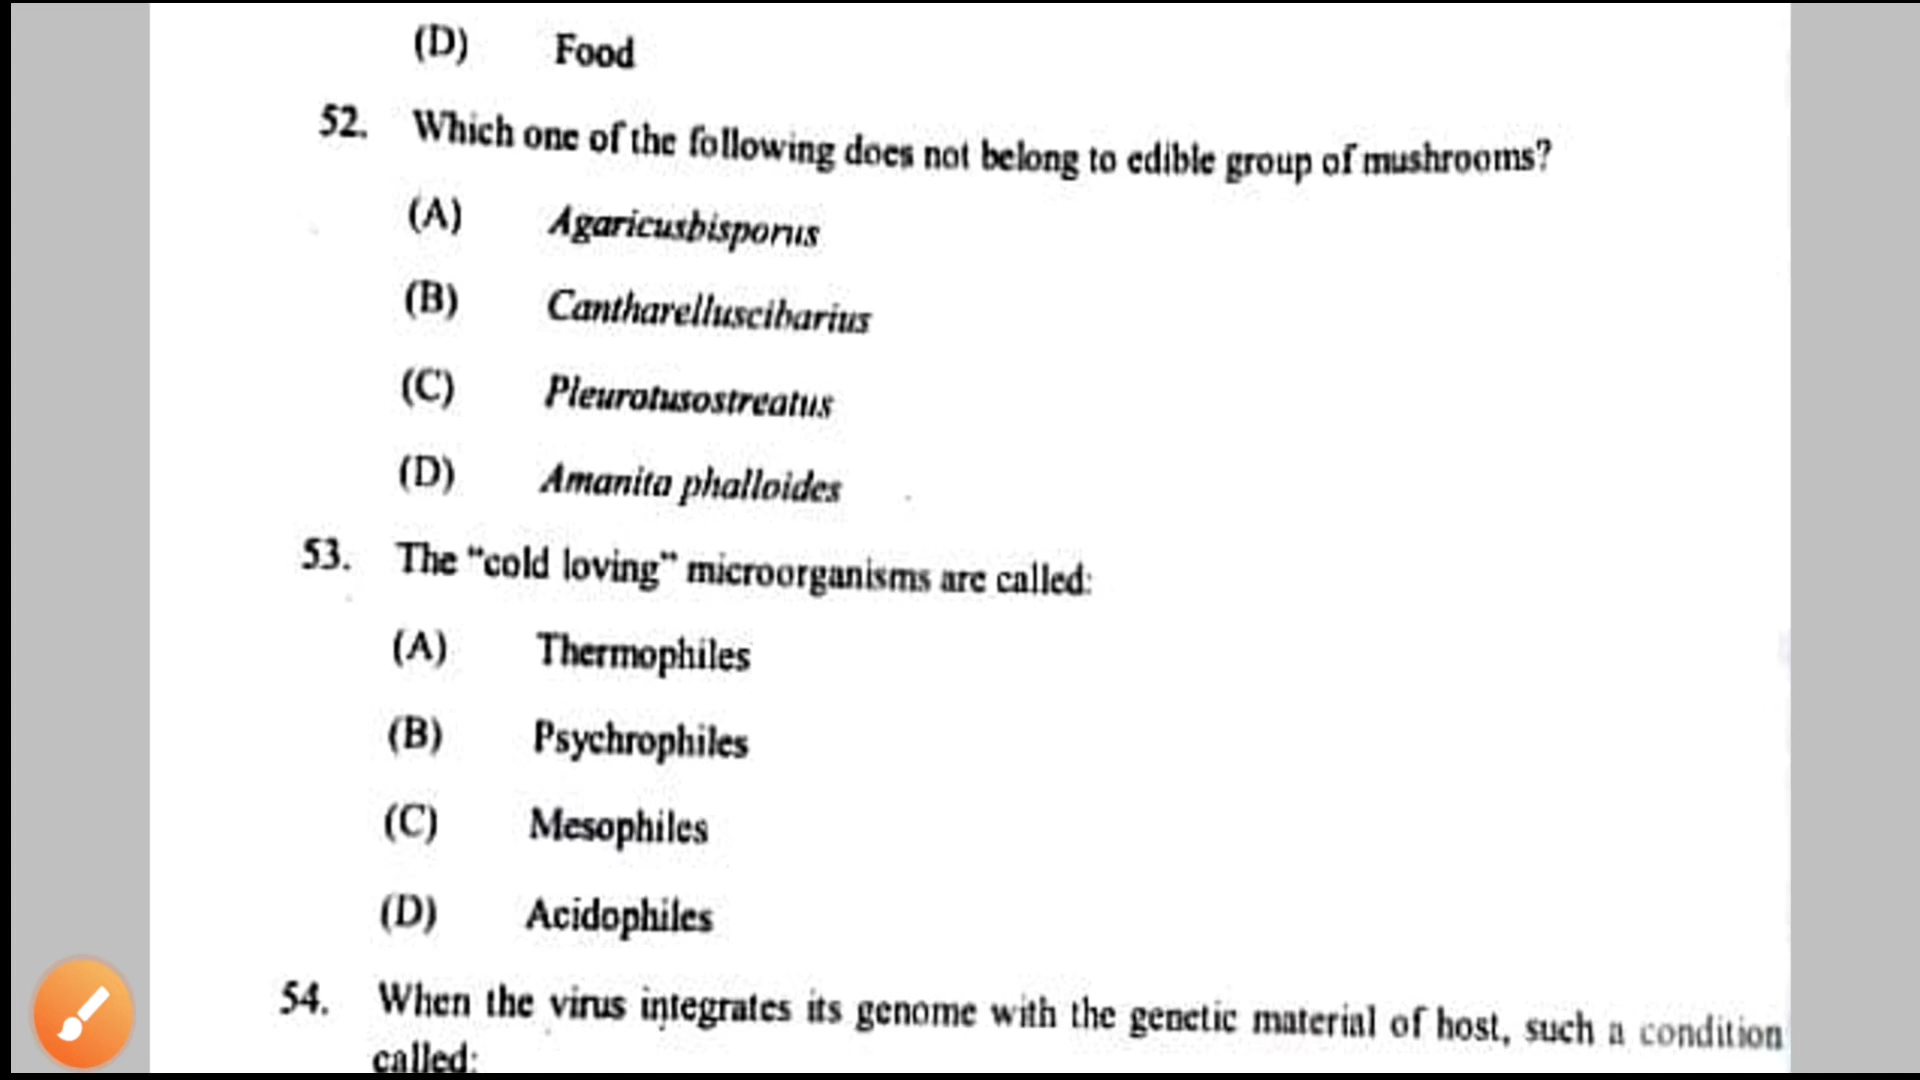 (D) Food
52. Which one of the following does not belong to edible group of mushrooms?
(A) Agaricusbisporus
(B) Cantharelluscibarius
(C) Pleurotusostreatus
(D) Amanita phalloides
53. The “cold loving” microorganisms are called:
(A) Thermophiles
(B) Psychrophiles
(C) Mesophiles
(D) Acidophiles
54. When the virus integrates its genome with the genetic material of host, such a condition
called: